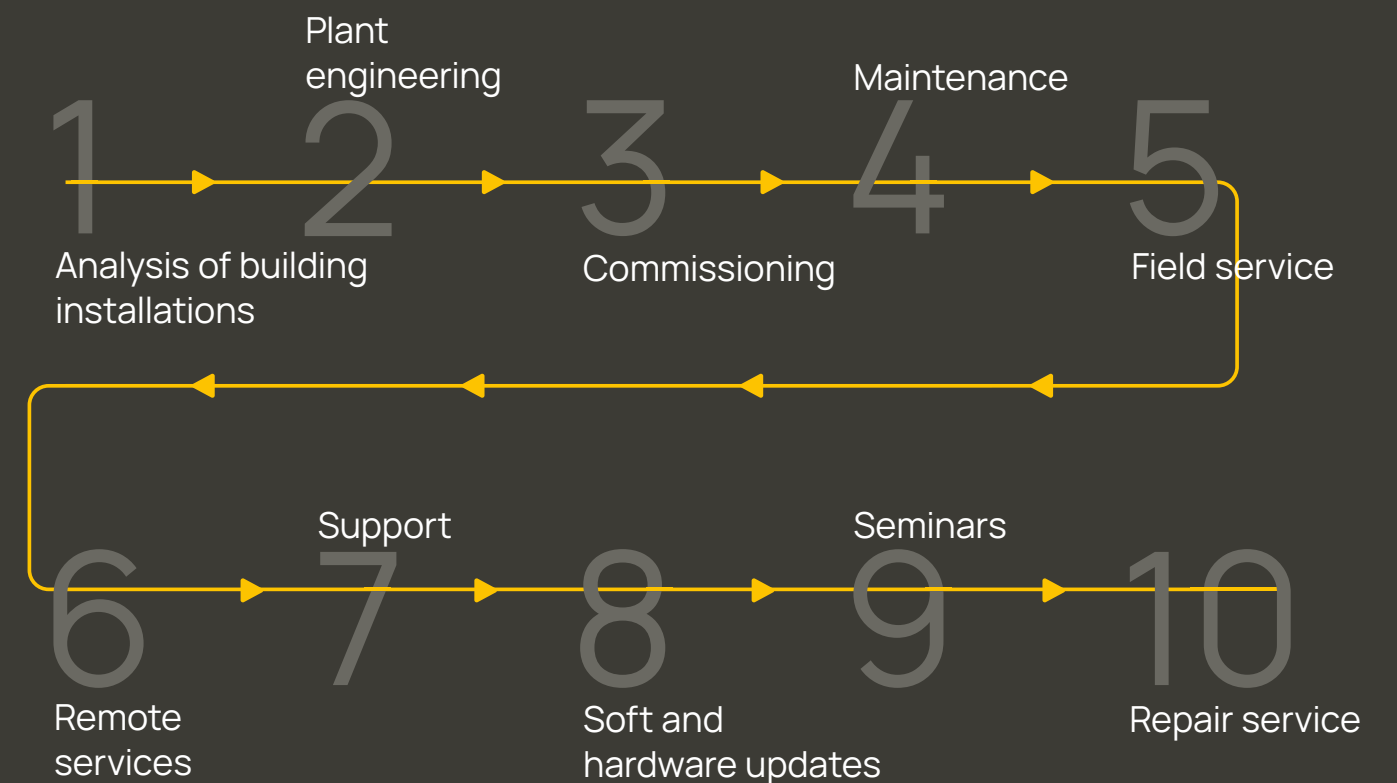 1
Analysis of building
installations
2
Plant
engineering
3
Commissioning
4
Maintenance
5
Field service
6
Remote
services
7
Support
8
Soft and
hardware updates
9
Seminars
10
Repair service